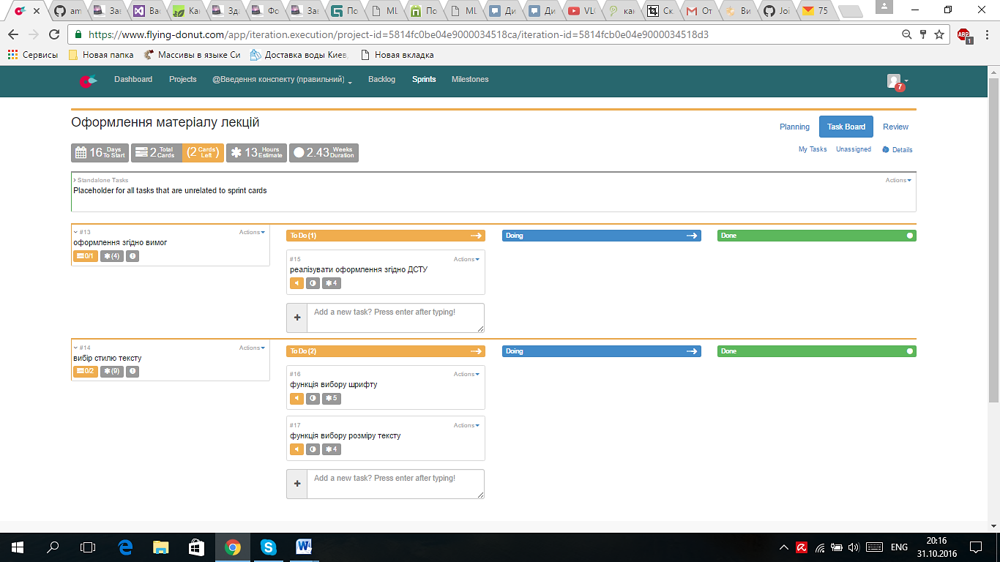 am
Зав
Вас
Ка
Здо
Фо
Зав
По
ML
По
ML
Ди
Ди
VLC
кан
Ск
От
Ви
Joi
75
https://www.flying-donut.com/app/iteration.execution/project-id=5814fc0be04e9000034518ca/iteration-id=5814fcb0e04e9000034518d3
ABP
1
Сервисы Новая папка Массивы в языке Си Доставка воды Киев, Новая вкладка
Dashboard Projects @Введення конспекту (правильний) Backlog Sprints Milestones
7
Оформлення матеріалу лекцій
Planning Task Board Review
16 Days To Start 2 Total Cards (2 Cards Left) 13 Hours Estimate 2.43 Weeks Duration
My Tasks Unassigned Details
Standalone Tasks Actions
Placeholder for all tasks that are unrelated to sprint cards
#13 Actions
оформлення згідно вимог
0/1 (4)
To Do (1) Doing Done
#15 Actions
реалізувати оформлення згідно ДСТУ
4
+ Add a new task? Press enter after typing!
#14 Actions
вибір стилю тексту
0/2 (9)
To Do (2) Doing Done
#16 Actions
функція вибору шрифту
5
#17 Actions
функція вибору розміру тексту
4
+ Add a new task? Press enter after typing!
ENG
20:16
31.10.2016